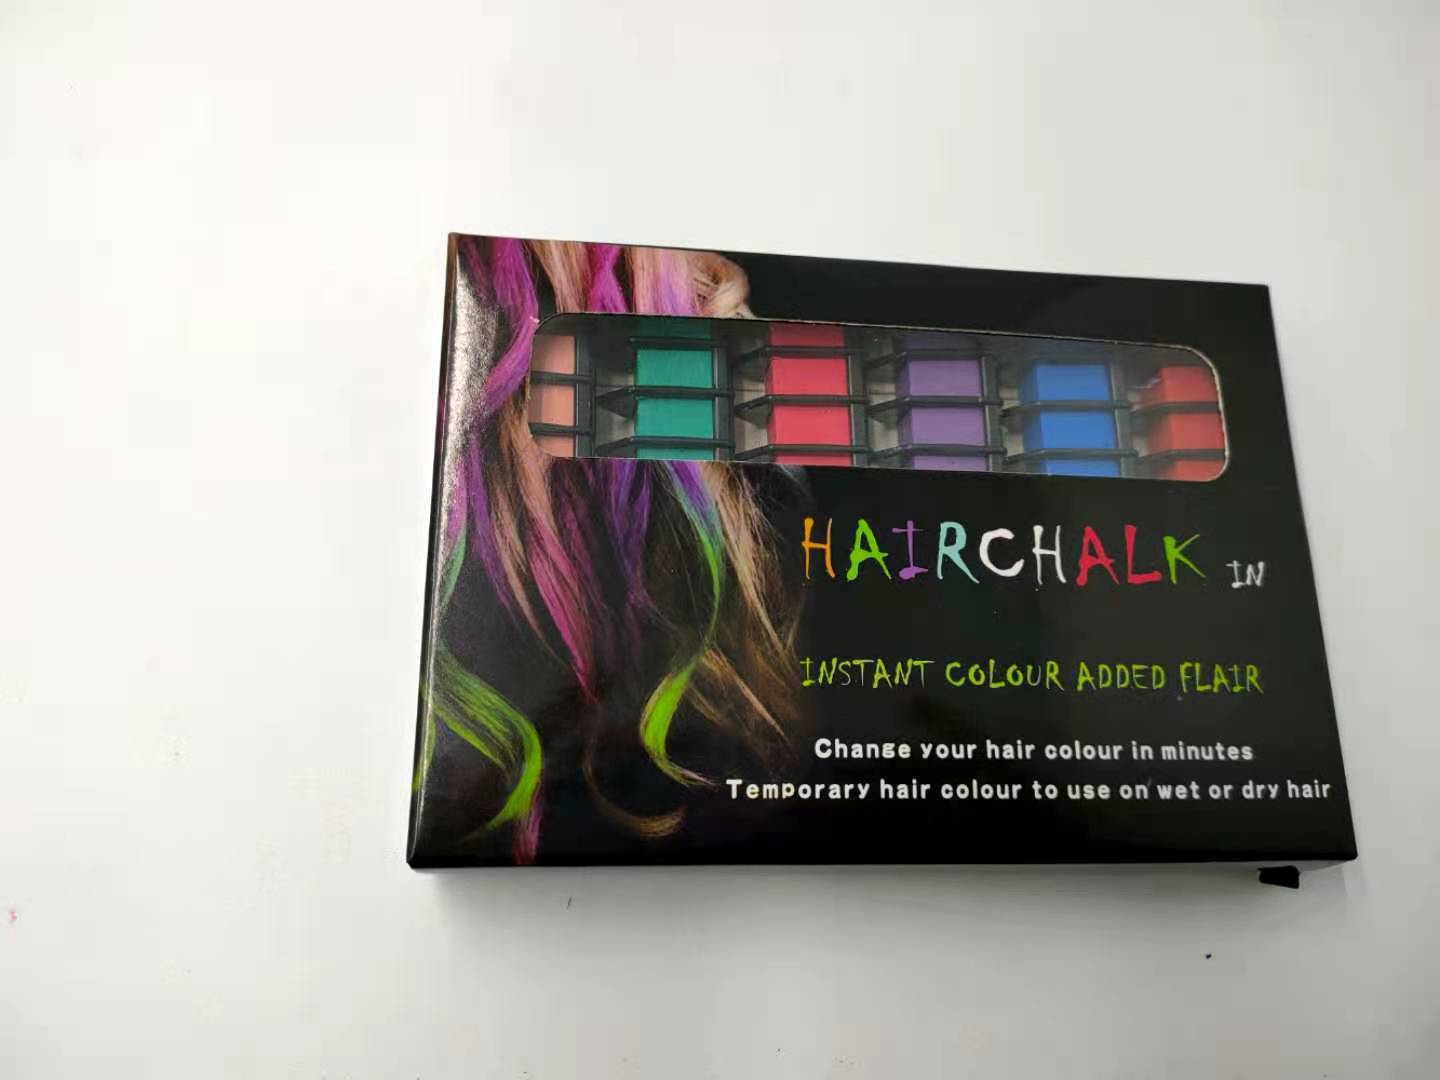 HAIRCHALK IN
INSTANT COLOUR ADDED FLAIR
Change your hair colour in minutes
Temporary hair colour to use on wet or dry hair